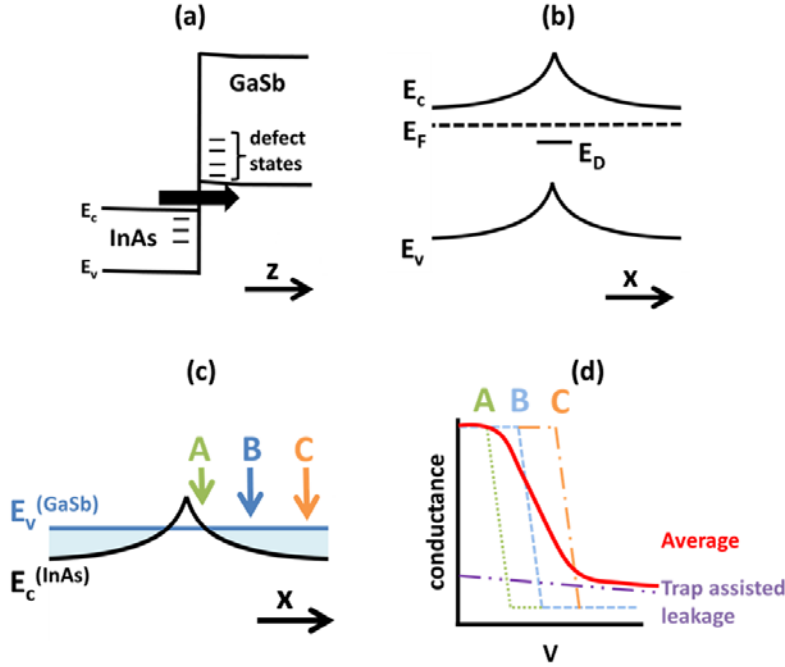 (a)
GaSb
defect
states
Ec
InAs
Ev
z
(b)
Ec
EF
ED
Ev
x
(c)
A B C
Ev(GaSb)
Ec(InAs)
x
(d)
A B C
conductance
Average
Trap assisted
leakage
V